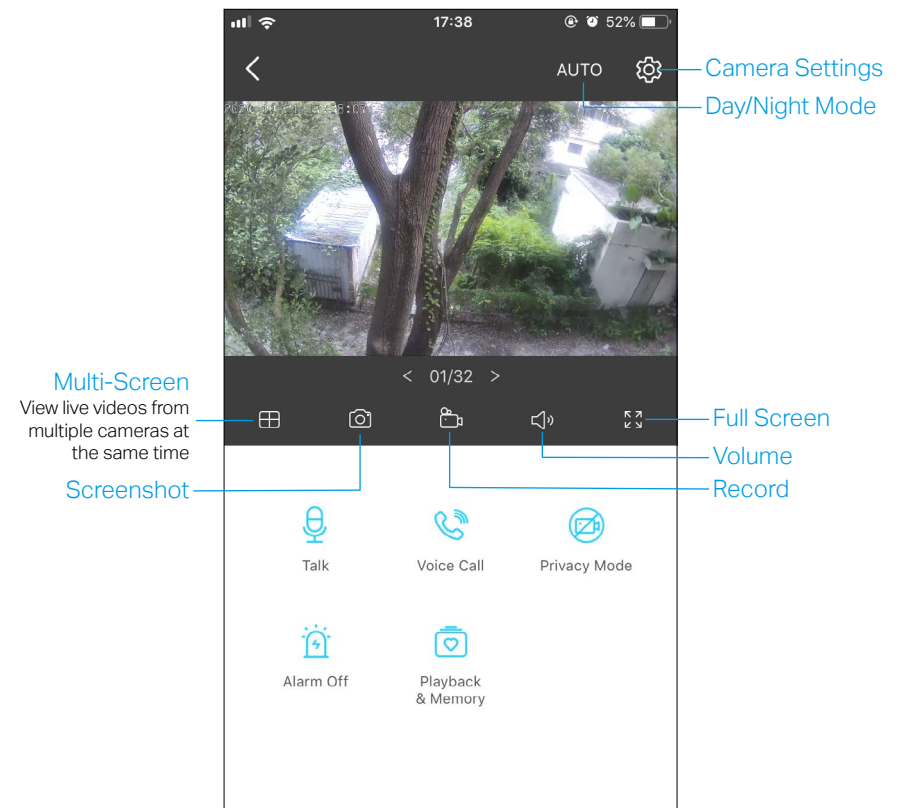 17:38
52%
AUTO
Camera Settings
Day/Night Mode
< 01/32 >
Multi-Screen
View live videos from
multiple cameras at
the same time
Full Screen
Volume
Screenshot
Record
Talk
Voice Call
Privacy Mode
Alarm Off
Playback
& Memory